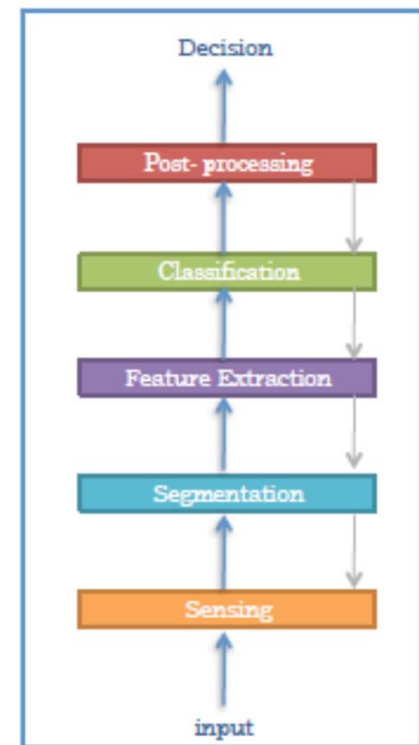 Decision
Post- processing
Classification
Feature Extraction
Segmentation
Sensing
input